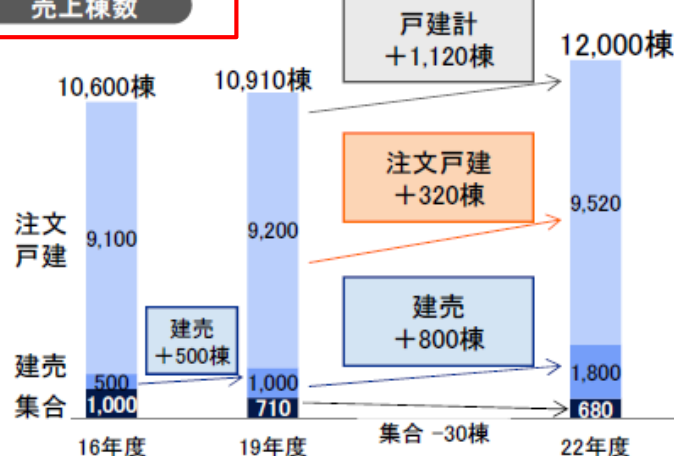 売上棟数
戸建計
＋1,120棟
12,000棟
10,600棟
10,910棟
注文戸建
＋320棟
注文
戸建
9,100
9,200
9,520
建売
＋500棟
建売
＋800棟
建売
500
1,000
1,800
集合
1,000
710
680
集合 −30棟
16年度
19年度
22年度